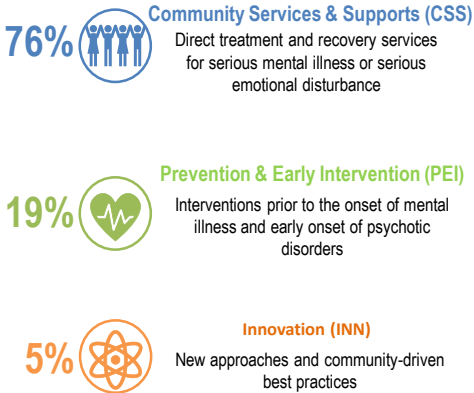 Community Services & Supports (CSS)
76%
Direct treatment and recovery services
for serious mental illness or serious
emotional disturbance
Prevention & Early Intervention (PEI)
19%
Interventions prior to the onset of mental
illness and early onset of psychotic
disorders
Innovation (INN)
5%
New approaches and community-driven
best practices